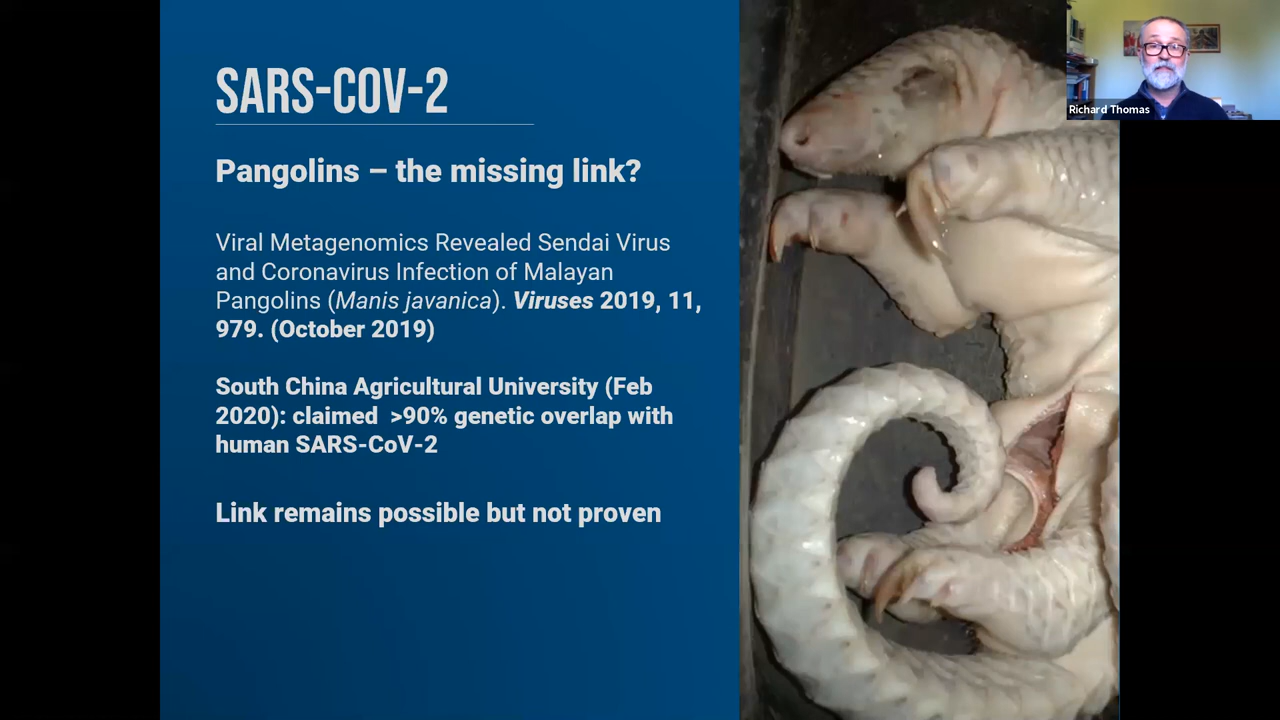 SARS-COV-2
Pangolins – the missing link?
Viral Metagenomics Revealed Sendai Virus
and Coronavirus Infection of Malayan
Pangolins (Manis javanica). Viruses 2019, 11,
979. (October 2019)
South China Agricultural University (Feb
2020): claimed  >90% genetic overlap with
human SARS-CoV-2
Link remains possible but not proven
Richard Thomas